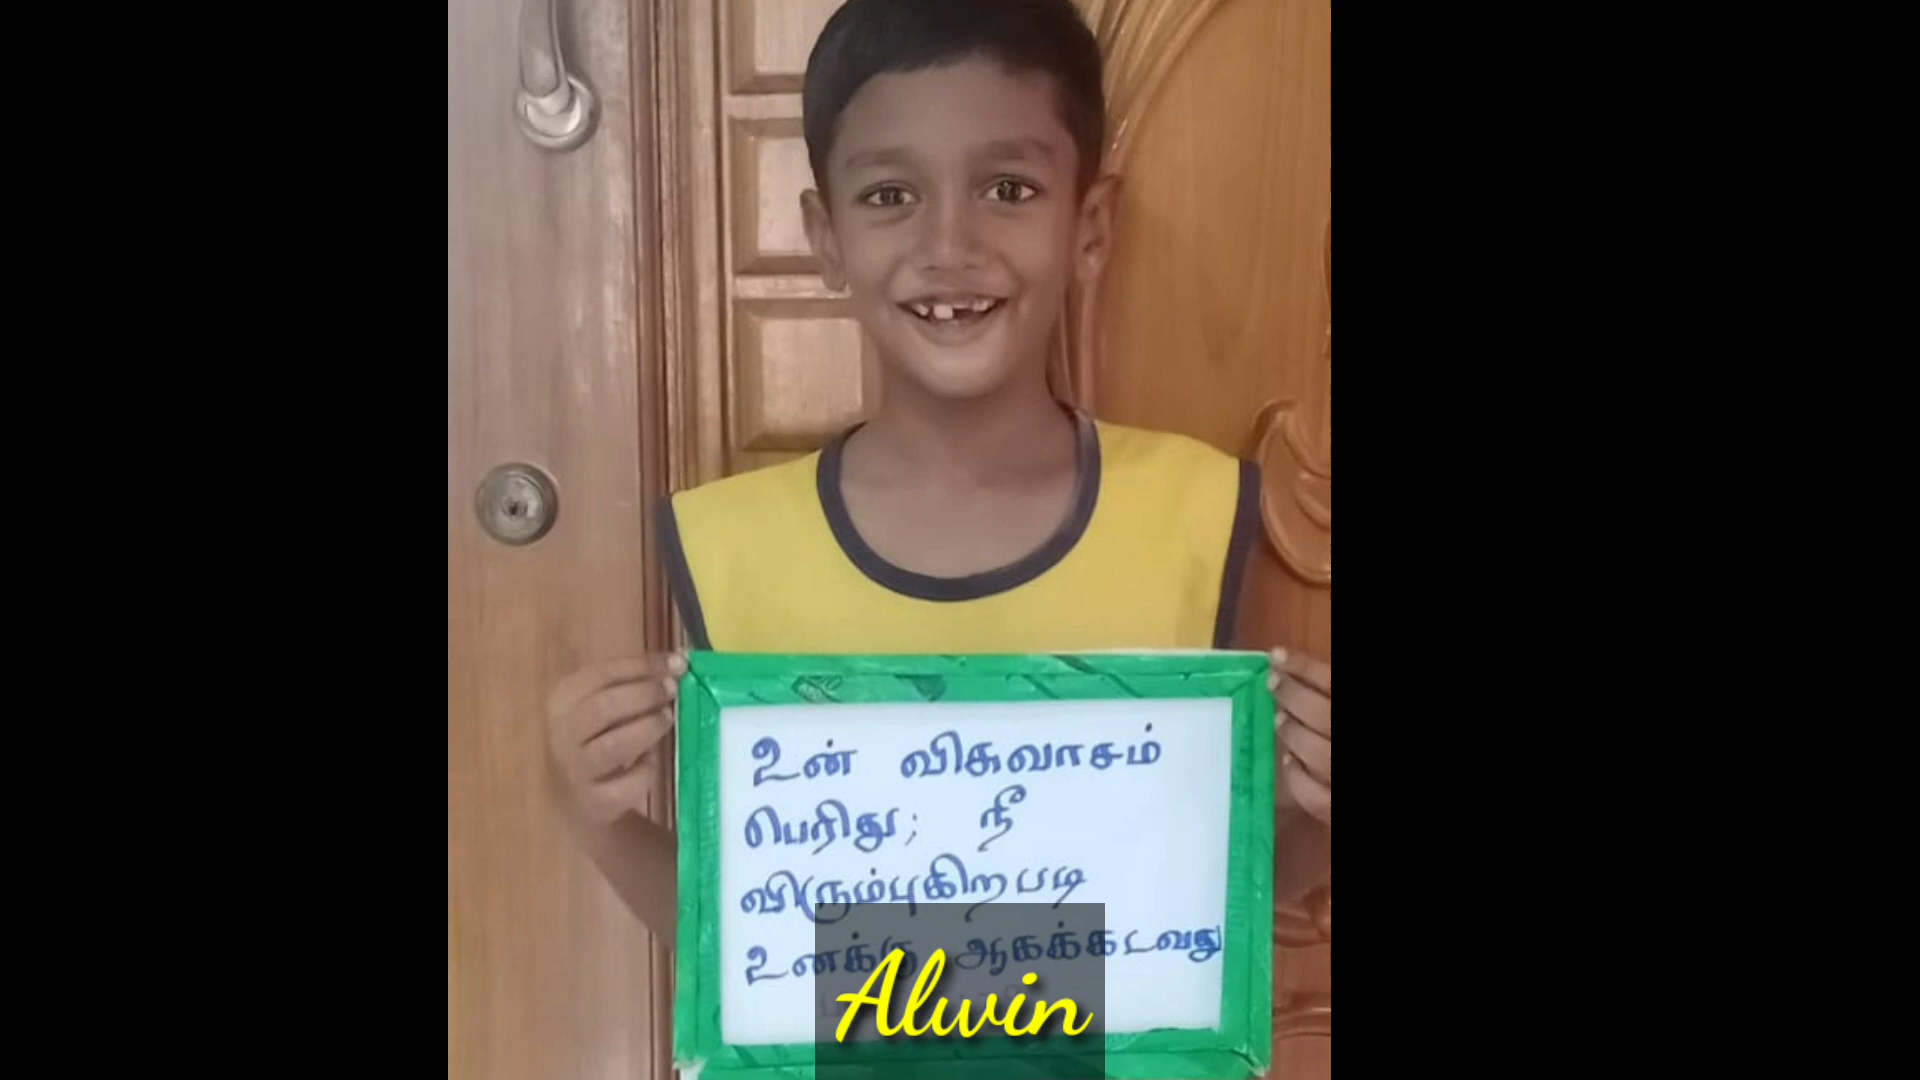 உன் விசுவாசம்
பெரிது; நீ
விரும்புகிறபடி
உனக்கு ஆகக்கடவது
Alwin